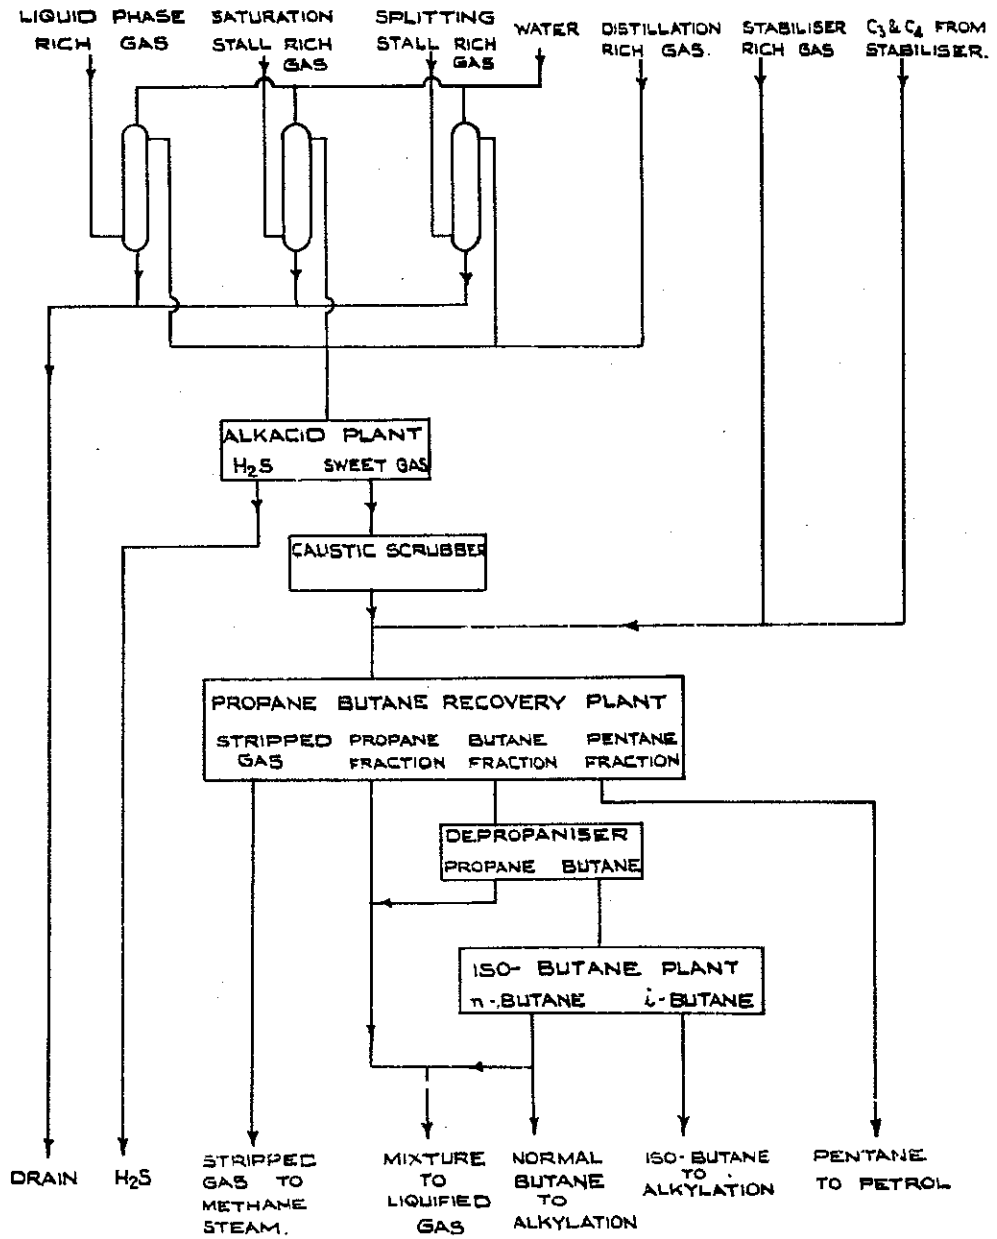 LIQUID PHASE
RICH GAS
SATURATION
STALL RICH
GAS
SPLITTING
STALL RICH
GAS
WATER
DISTILLATION
RICH GAS.
STABILISER
RICH GAS
C3 & C4 FROM
STABILISER.
ALKACID PLANT
H2S SWEET GAS
CAUSTIC SCRUBBER
PROPANE BUTANE RECOVERY PLANT
STRIPPED
GAS
PROPANE
FRACTION
BUTANE
FRACTION
PENTANE
FRACTION
DEPROPANISER
PROPANE BUTANE
ISO- BUTANE PLANT
n-BUTANE i-BUTANE
DRAIN
H2S
STRIPPED
GAS TO
METHANE
STEAM.
MIXTURE
TO
LIQUIFIED
GAS
NORMAL
BUTANE
TO
ALKYLATION
ISO-BUTANE
TO
ALKYLATION
PENTANE
TO PETROL